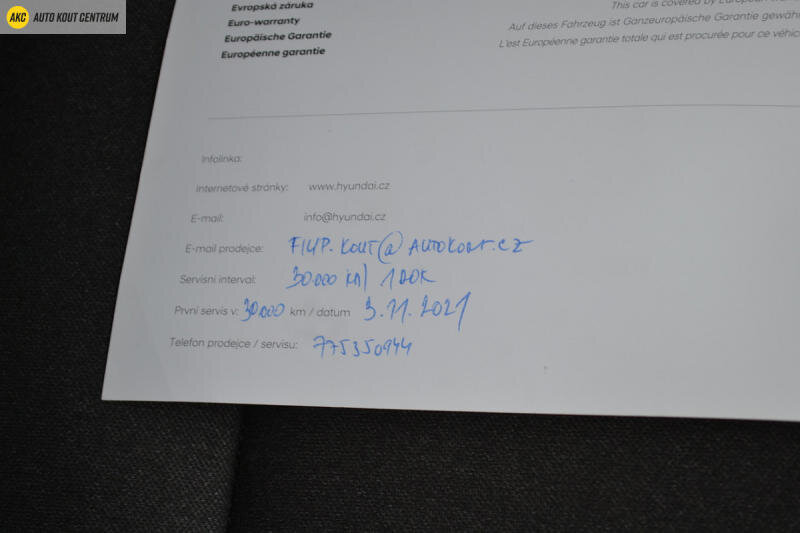 AKC AUTO KOUT CENTRUM
Evropská záruka
Euro-warranty This car is covered by European
Europäische Garantie Auf dieses Fahrzeug ist Ganzeuropäische Garantie
Européenne garantie L'est Européenne garantie totale qui est procurée pour ce
Infolinka:
Internetové stránky: www.hyundai.cz
E-mail: info@hyundai.cz
E-mail prodejce: FILIP.KOUT@AUTOKOUT.CZ
Servisní interval: 30.000 km / 1 ROK
První servis v: 30.000 km / datum 3.11.2021
Telefon prodejce / servisu: 775350944